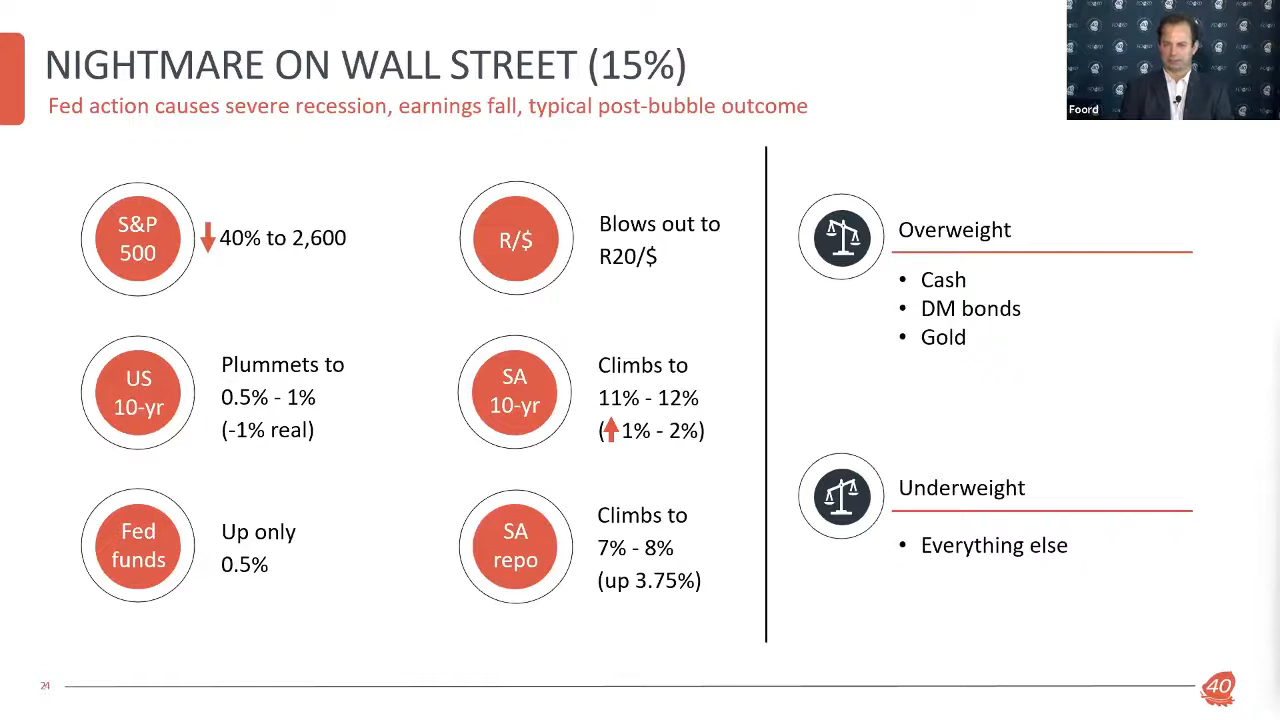 NIGHTMARE ON WALL STREET (15%)
Fed action causes severe recession, earnings fall, typical post-bubble outcome
Foord
S&P
500
40% to 2,600
R/$
Blows out to
R20/$
US
10-yr
Plummets to
0.5% - 1%
(-1% real)
SA
10-yr
Climbs to
11% - 12%
( 1% - 2%)
Fed
funds
Up only
0.5%
SA
repo
Climbs to
7% - 8%
(up 3.75%)
Overweight
• Cash
• DM bonds
• Gold
Underweight
• Everything else
24
40